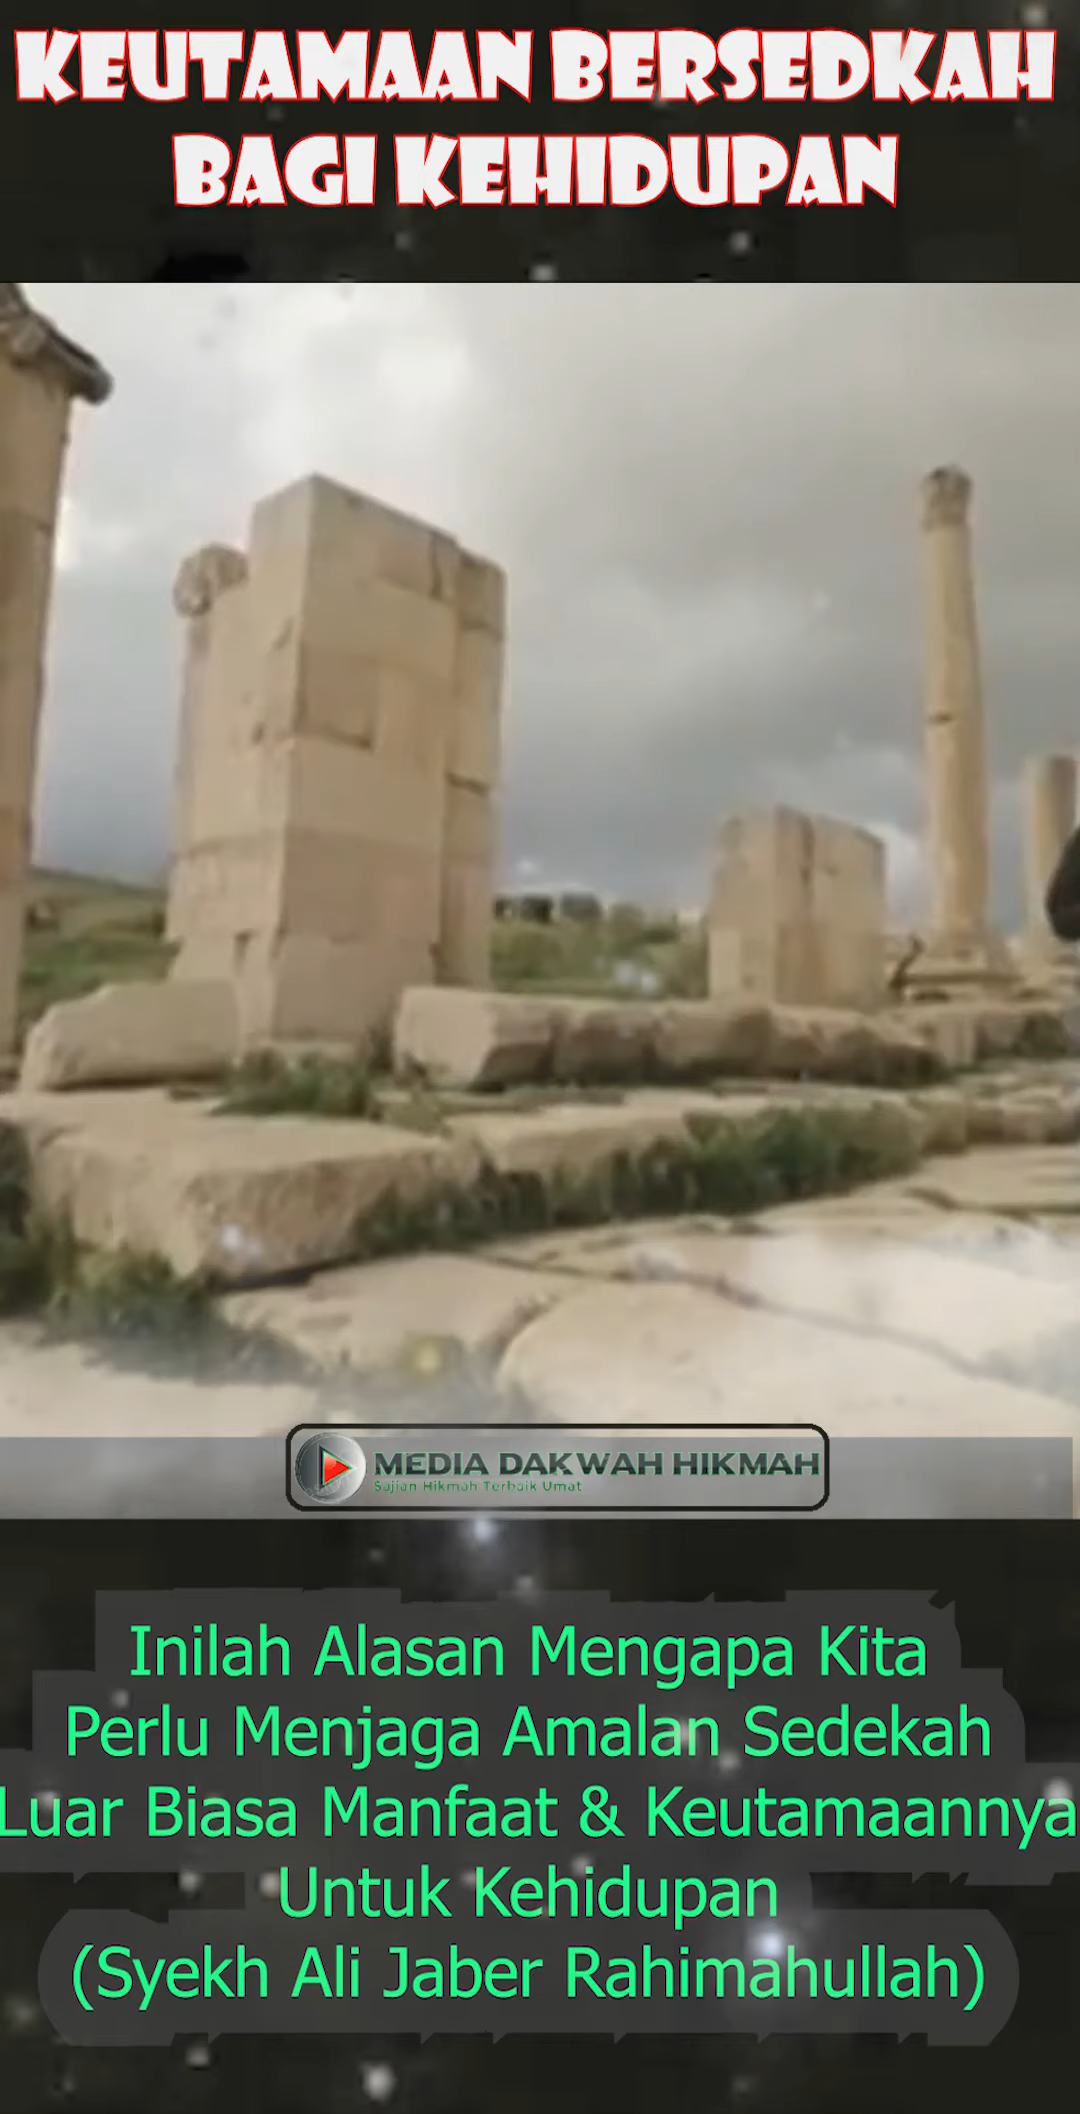 KEUTAMAAN BERSEDKAH
BAGI KEHIDUPAN
MEDIA DAKWAH HIKMAH
Sajian Hikmah Terbaik Umat
Inilah Alasan Mengapa Kita
Perlu Menjaga Amalan Sedekah
Luar Biasa Manfaat & Keutamaannya
Untuk Kehidupan
(Syekh Ali Jaber Rahimahullah)